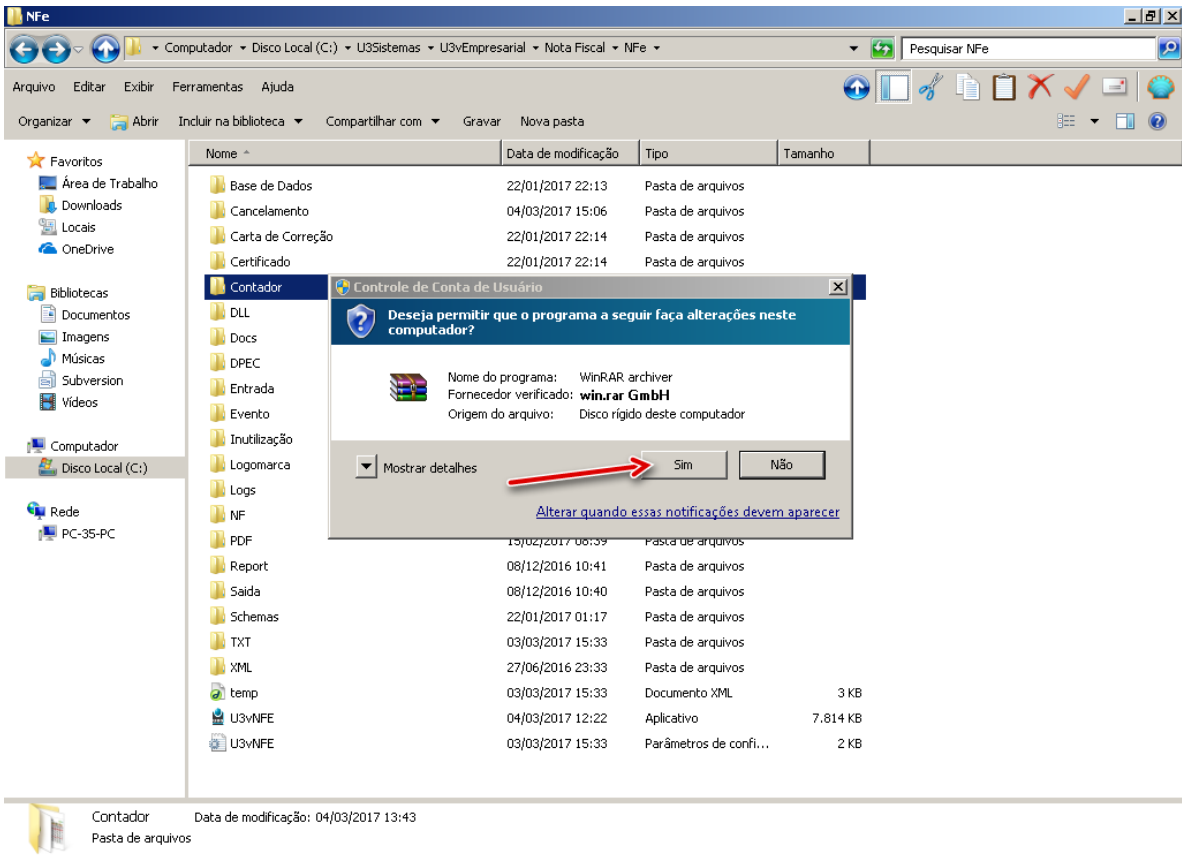 NFe
Computador Disco Local (C:) U3Sistemas U3vEmpresarial Nota Fiscal NFe
Pesquisar NFe
Arquivo Editar Exibir Ferramentas Ajuda
Organizar Abrir Incluir na biblioteca Compartilhar com Gravar Nova pasta
Favoritos
Área de Trabalho
Downloads
Locais
OneDrive
Bibliotecas
Documentos
Imagens
Músicas
Subversion
Vídeos
Computador
Disco Local (C:)
Rede
PC-35-PC
Nome Data de modificação Tipo Tamanho
Base de Dados 22/01/2017 22:13 Pasta de arquivos
Cancelamento 04/03/2017 15:06 Pasta de arquivos
Carta de Correção 22/01/2017 22:14 Pasta de arquivos
Certificado 22/01/2017 22:14 Pasta de arquivos
Contador
DLL
Docs
DPEC
Entrada
Evento
Inutilização
Logomarca
Logs
NF
PDF 15/02/2017 08:39 Pasta de arquivos
Report 08/12/2016 10:41 Pasta de arquivos
Saida 08/12/2016 10:40 Pasta de arquivos
Schemas 22/01/2017 01:17 Pasta de arquivos
TXT 03/03/2017 15:33 Pasta de arquivos
XML 27/06/2016 23:33 Pasta de arquivos
temp 03/03/2017 15:33 Documento XML 3 KB
U3vNFE 04/03/2017 12:22 Aplicativo 7.814 KB
U3vNFE 03/03/2017 15:33 Parâmetros de confi... 2 KB
Controle de Conta de Usuário
Deseja permitir que o programa a seguir faça alterações neste
computador?
Nome do programa: WinRAR archiver
Fornecedor verificado: win.rar GmbH
Origem do arquivo: Disco rígido deste computador
Mostrar detalhes Sim Não
Alterar quando essas notificações devem aparecer
Contador Data de modificação: 04/03/2017 13:43
Pasta de arquivos